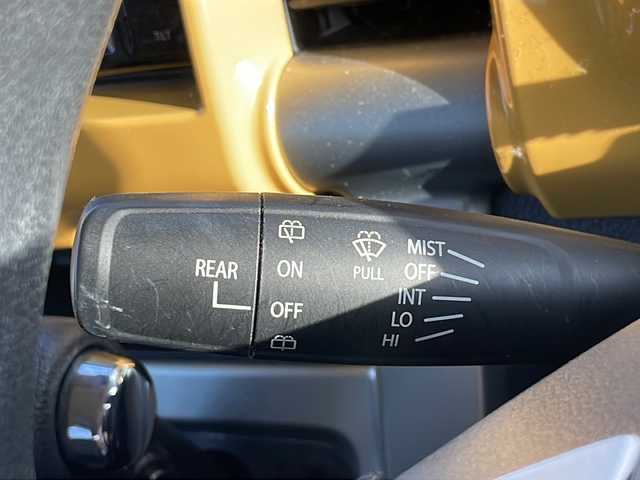 REAR
ON
OFF
PULL
MIST
OFF
INT
LO
HI